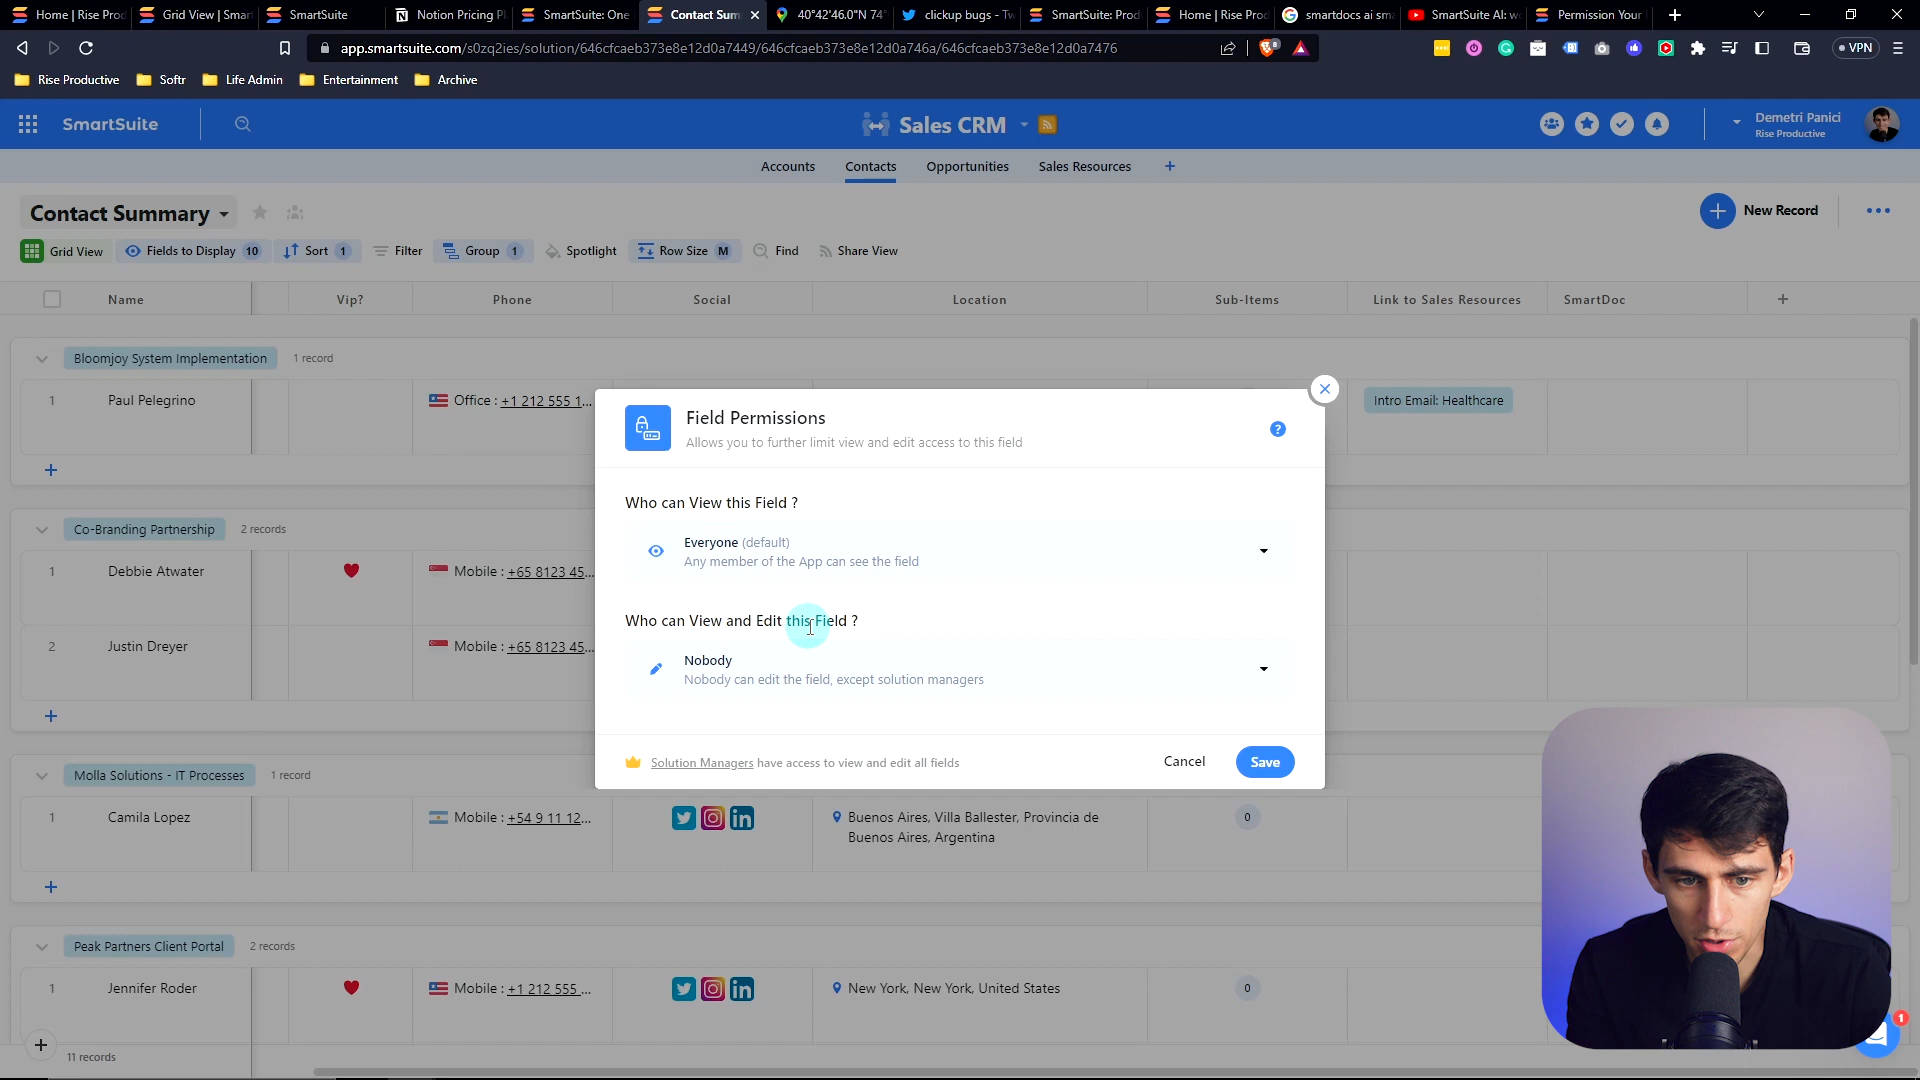 Home | Rise Prod
Grid View | Smar
SmartSuite
Notion Pricing Pl
SmartSuite: One
Contact Sum
40°42'46.0"N 74°
clickup bugs - Tw
SmartSuite: Prod
Home | Rise Prod
smartdocs ai sma
SmartSuite AI: wo
Permission Your
app.smartsuite.com/s0zq2ies/solution/646cfcaeb373e8e12d0a7449/646cfcaeb373e8e12d0a746a/646cfcaeb373e8e12d0a7476
VPN
Rise Productive
Softr
Life Admin
Entertainment
Archive
SmartSuite
Sales CRM
Demetri Panici
Rise Productive
Accounts
Contacts
Opportunities
Sales Resources
Contact Summary
New Record
Grid View
Fields to Display 10
Sort 1
Filter
Group 1
Spotlight
Row Size M
Find
Share View
Name
Vip?
Phone
Social
Location
Sub-Items
Link to Sales Resources
SmartDoc
Bloomjoy System Implementation 1 record
1 Paul Pelegrino Office : +1 212 555 1... Intro Email: Healthcare
Co-Branding Partnership 2 records
1 Debbie Atwater Mobile : +65 8123 45...
2 Justin Dreyer Mobile : +65 8123 45...
Molla Solutions - IT Processes 1 record
1 Camila Lopez Mobile : +54 9 11 12... Buenos Aires, Villa Ballester, Provincia de 0
Buenos Aires, Argentina
Peak Partners Client Portal 2 records
1 Jennifer Roder Mobile : +1 212 555 ... New York, New York, United States 0
11 records
Field Permissions
Allows you to further limit view and edit access to this field
?
Who can View this Field ?
Everyone (default)
Any member of the App can see the field
Who can View and Edit this Field ?
Nobody
Nobody can edit the field, except solution managers
Solution Managers have access to view and edit all fields
Cancel
Save
1